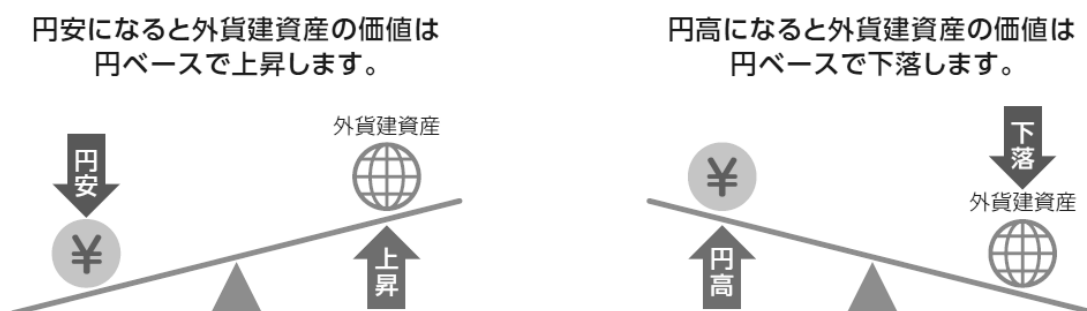 円安になると外貨建資産の価値は
円ベースで上昇します。
円安
¥
外貨建資産
上昇
円高になると外貨建資産の価値は
円ベースで下落します。
¥
円高
下落
外貨建資産